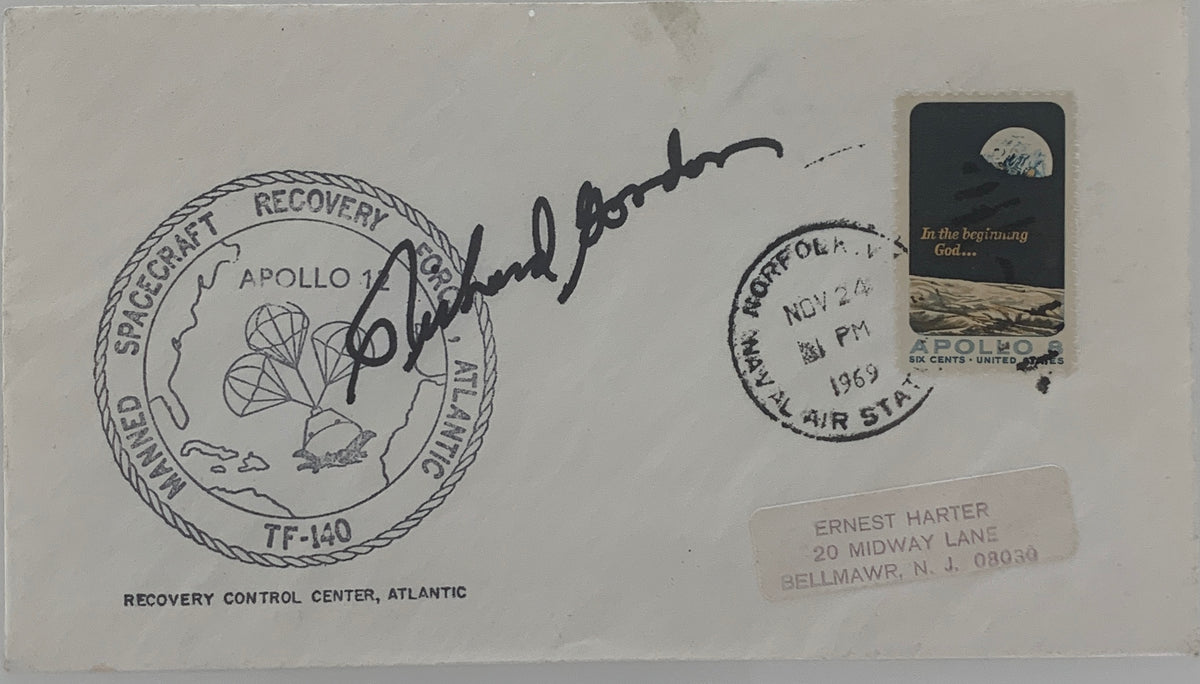 MANNED SPACECRAFT RECOVERY FORCE, ATLANTIC
APOLLO 12
TF-140
RECOVERY CONTROL CENTER, ATLANTIC
Richard Gordon
NORFOLK, VA
NOV 24
PM
1969
NAVAL AIR STAT
In the beginning
God...
APOLLO 8
SIX CENTS · UNITED STATES
ERNEST HARTER
20 MIDWAY LANE
BELLMAWR, N. J. 08030